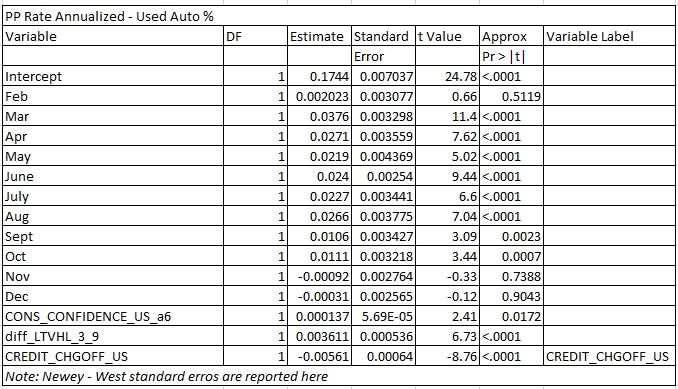 PP Rate Annualized - Used Auto %
Variable DF Estimate Standard t Value Approx Variable Label
Error Pr > |t|
Intercept 1 0.1744 0.007037 24.78 <.0001
Feb 1 0.002023 0.003077 0.66 0.5119
Mar 1 0.0376 0.003298 11.4 <.0001
Apr 1 0.0271 0.003559 7.62 <.0001
May 1 0.0219 0.004369 5.02 <.0001
June 1 0.024 0.00254 9.44 <.0001
July 1 0.0227 0.003441 6.6 <.0001
Aug 1 0.0266 0.003775 7.04 <.0001
Sept 1 0.0106 0.003427 3.09 0.0023
Oct 1 0.0111 0.003218 3.44 0.0007
Nov 1 -0.00092 0.002764 -0.33 0.7388
Dec 1 -0.00031 0.002565 -0.12 0.9043
CONS_CONFIDENCE_US_a6 1 0.000137 5.69E-05 2.41 0.0172
diff_LTVHL_3_9 1 0.003611 0.000536 6.73 <.0001
CREDIT_CHGOFF_US 1 -0.00561 0.00064 -8.76 <.0001 CREDIT_CHGOFF_US
Note: Newey - West standard erros are reported here